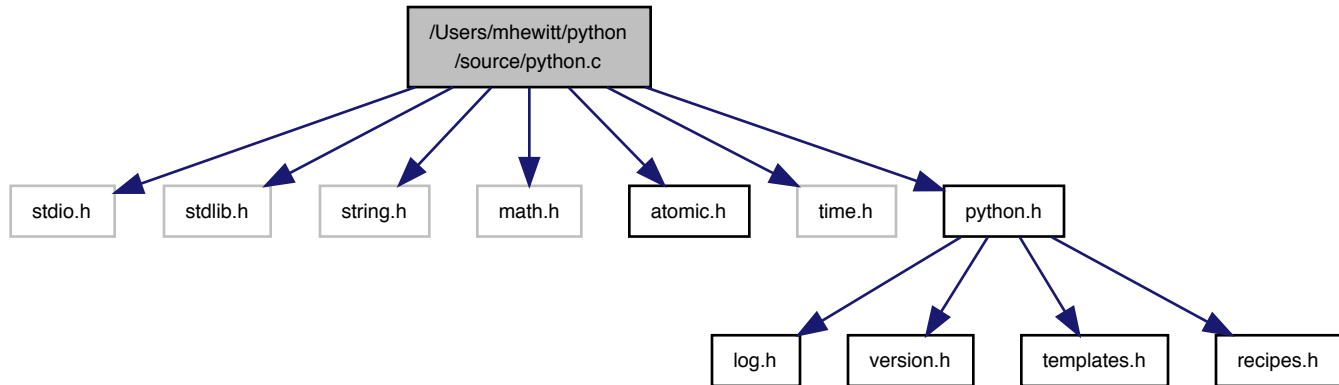 /Users/mhewitt/python
/source/python.c
stdio.h
stdlib.h
string.h
math.h
atomic.h
time.h
python.h
log.h
version.h
templates.h
recipes.h